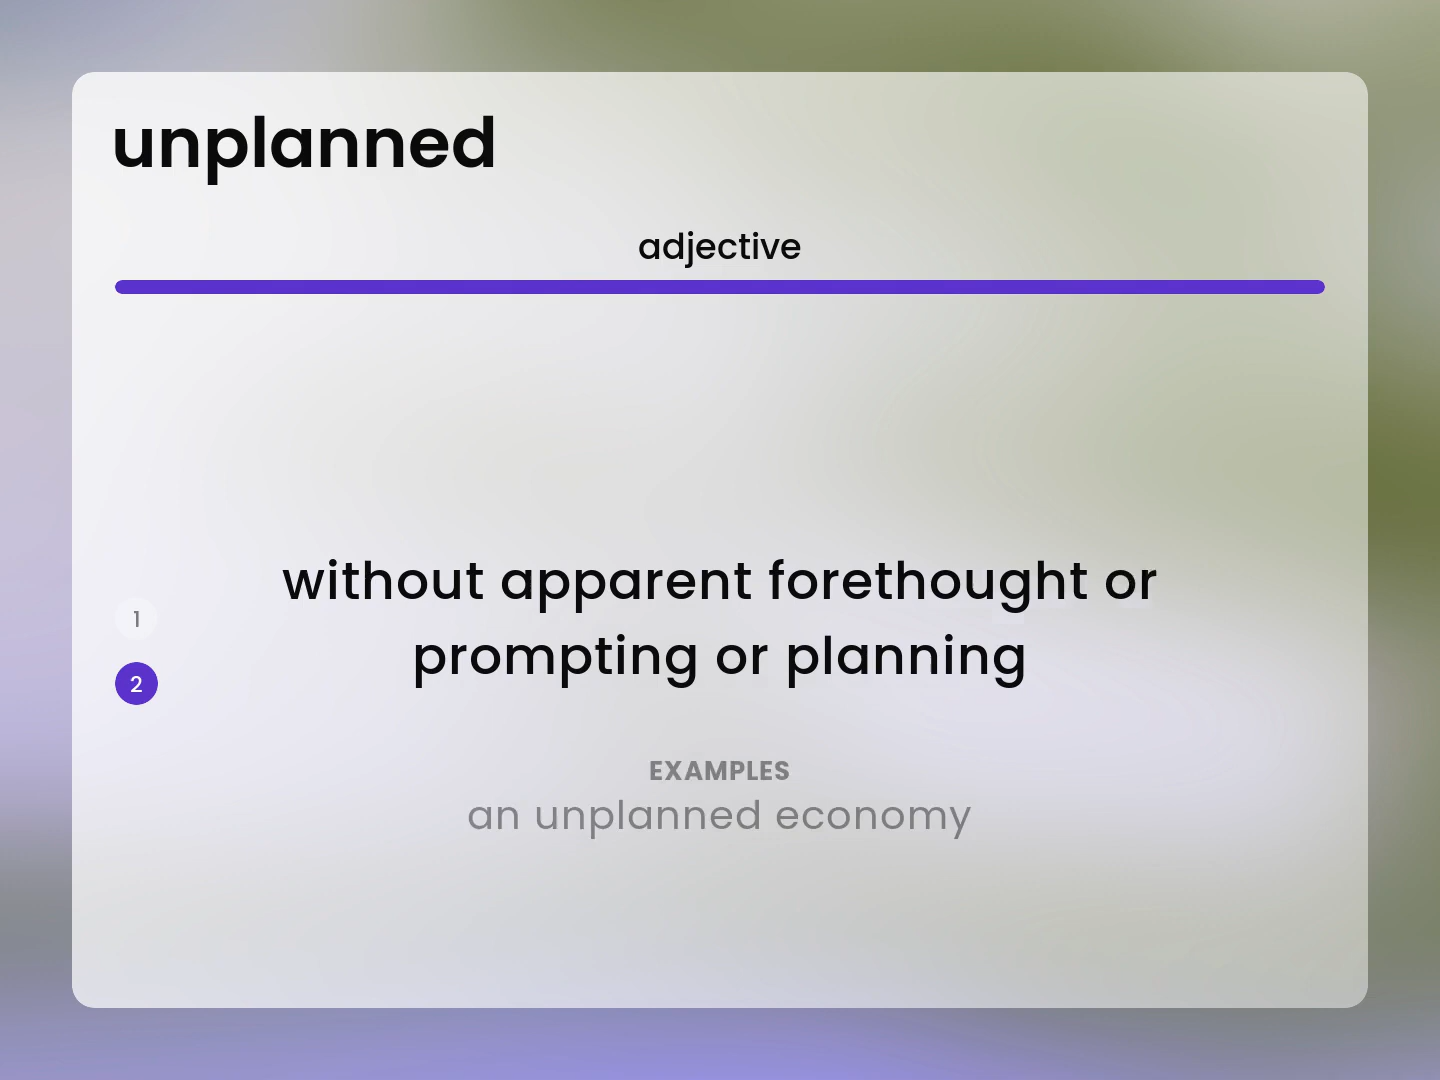 unplanned
adjective
without apparent forethought or
prompting or planning
1
2
EXAMPLES
an unplanned economy